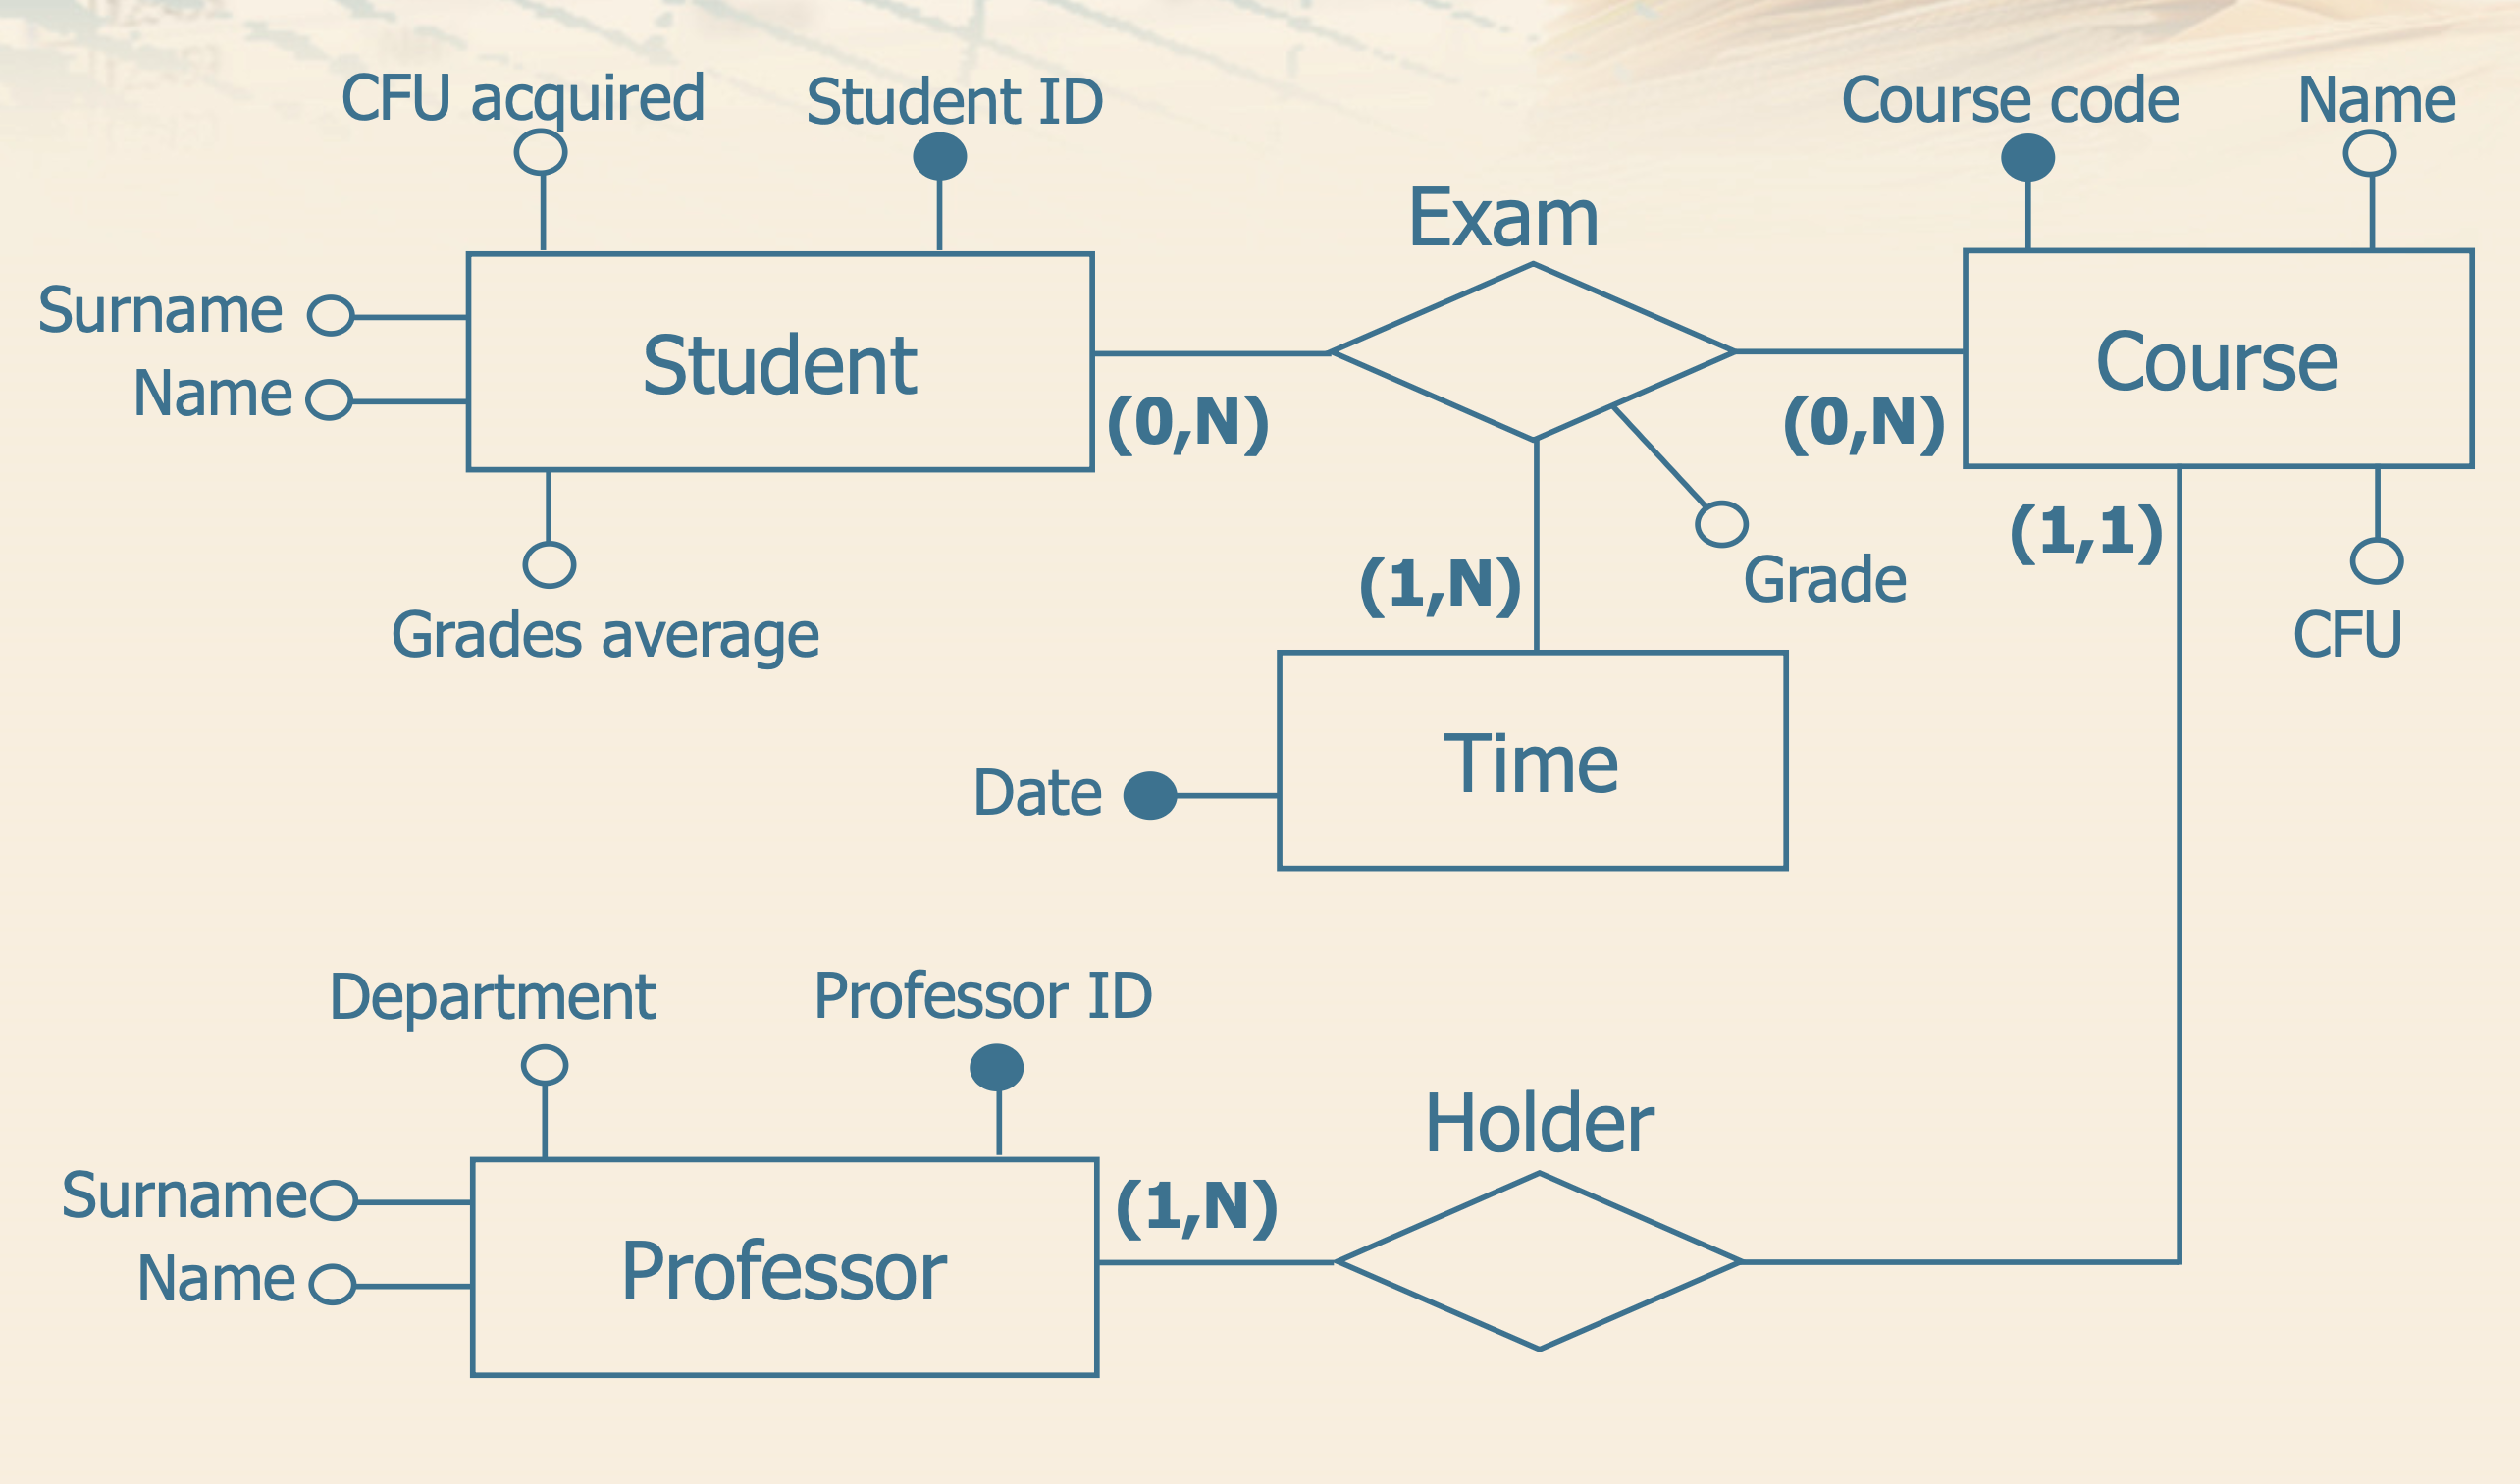 CFU acquired
Student ID
Course code
Name
Exam
Surname
Name
Student
Course
(0,N)
(0,N)
(1,1)
(1,N)
Grade
Grades average
CFU
Time
Date
Department
Professor ID
Holder
Surname
Name
Professor
(1,N)